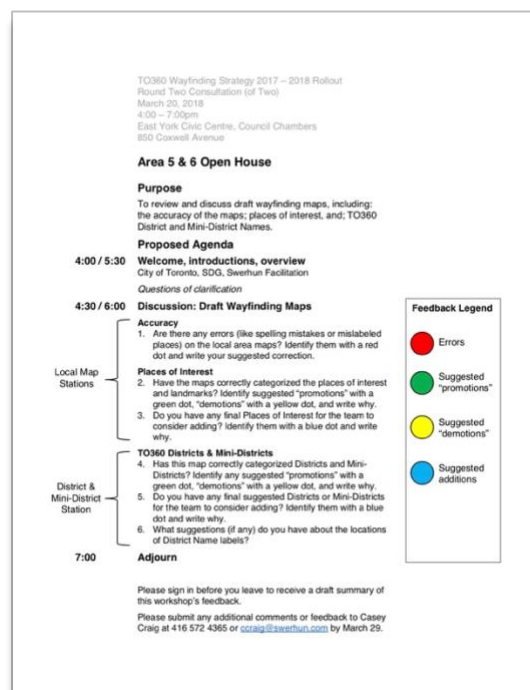 TO360 Wayfinding Strategy 2017 – 2018 Rollout
Round Two Consultation (of Two)
March 20, 2018
4:00 – 7:00pm
East York Civic Centre, Council Chambers
850 Coxwell Avenue
Area 5 & 6 Open House
Purpose
To review and discuss draft wayfinding maps, including:
the accuracy of the maps; places of interest, and; TO360
District and Mini-District Names.
Proposed Agenda
4:00 / 5:30 Welcome, introductions, overview
City of Toronto, SDG, Swerhun Facilitation
Questions of clarification
4:30 / 6:00 Discussion: Draft Wayfinding Maps
Local Map
Stations
Accuracy
1. Are there any errors (like spelling mistakes or mislabeled
places) on the local area maps? Identify them with a red
dot and write your suggested correction.
Places of Interest
2. Have the maps correctly categorized the places of interest
and landmarks? Identify suggested “promotions” with a
green dot, “demotions” with a yellow dot, and write why.
3. Do you have any final Places of Interest for the team to
consider adding? Identify them with a blue dot and write
why.
District &
Mini-District
Station
TO360 Districts & Mini-Districts
4. Has this map correctly categorized Districts and Mini-
Districts? Identify any suggested “promotions” with a
green dot, “demotions” with a yellow dot, and write why.
5. Do you have any final suggested Districts or Mini-Districts
for the team to consider adding? Identify them with a blue
dot and write why.
6. What suggestions (if any) do you have about the locations
of District Name labels?
7:00 Adjourn
Please sign in before you leave to receive a draft summary of
this workshop’s feedback.
Please submit any additional comments or feedback to Casey
Craig at 416 572 4365 or ccraig@swerhun.com by March 29.
Feedback Legend
Errors
Suggested
“promotions”
Suggested
“demotions”
Suggested
additions